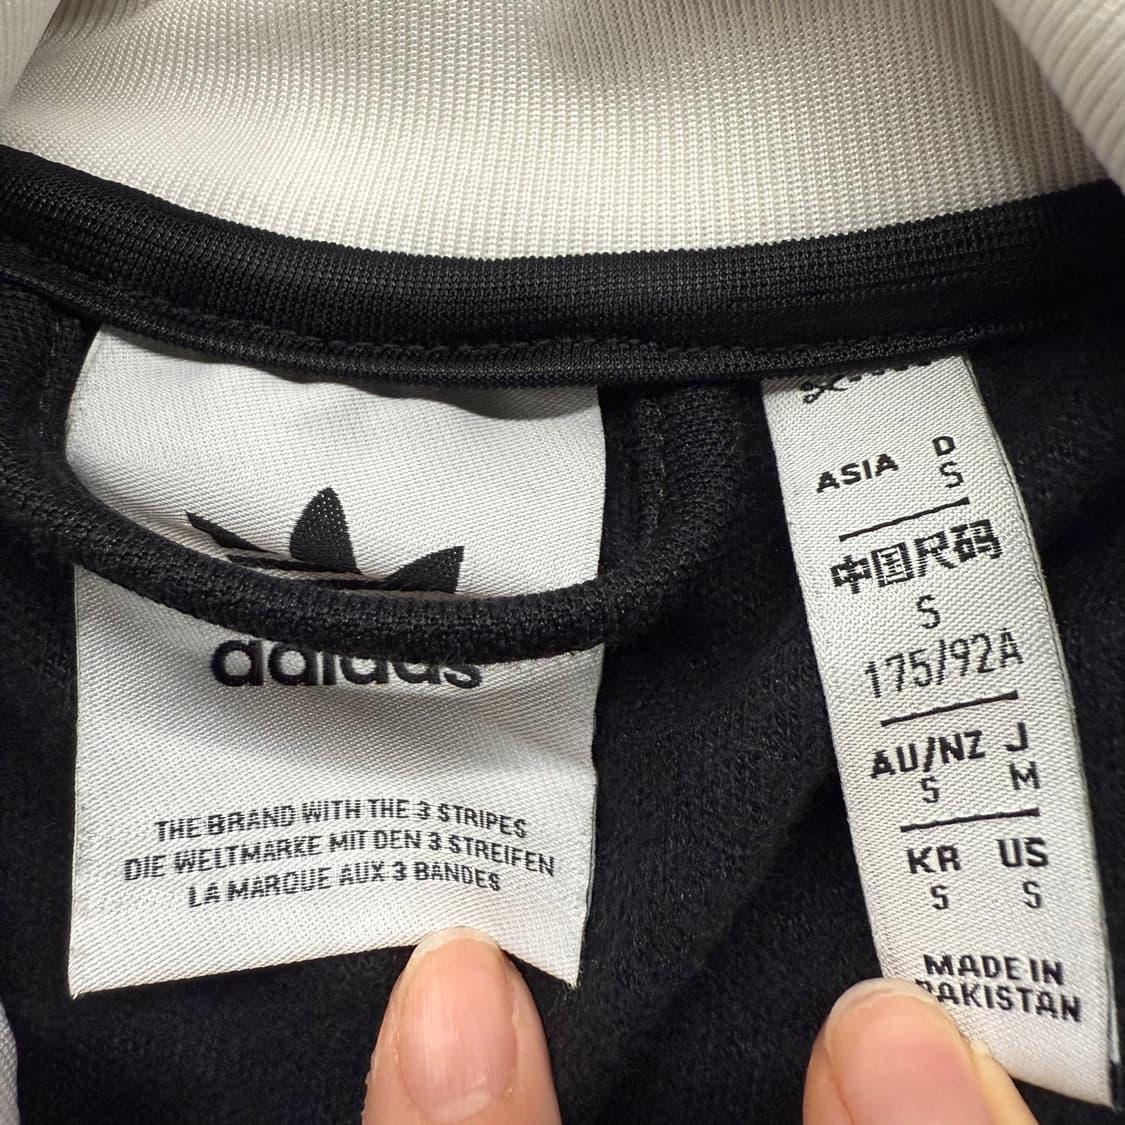 adidas
THE BRAND WITH THE 3 STRIPES
DIE WELTMARKE MIT DEN 3 STREIFEN
LA MARQUE AUX 3 BANDES
ASIA D
S
中国尺码
S
175/92A
AU/NZ J
S M
KR US
S S
MADE IN
PAKISTAN